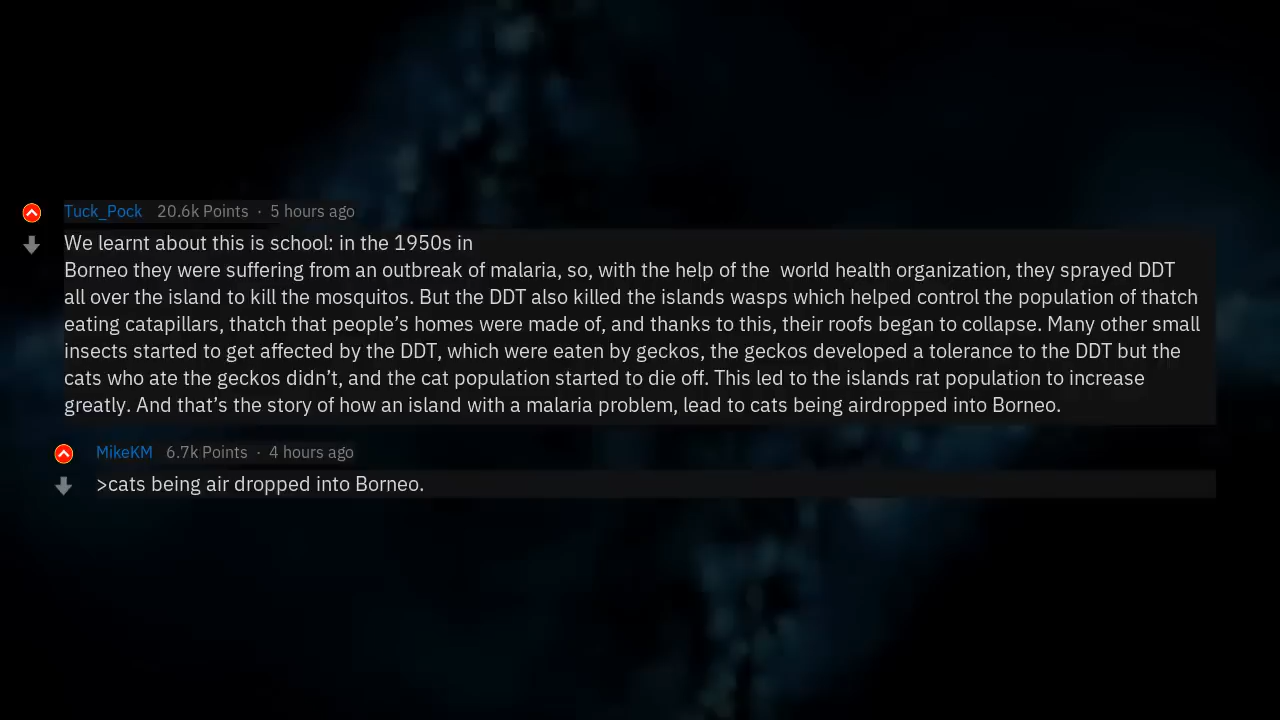 Tuck_Pock 20.6k Points · 5 hours ago
We learnt about this is school: in the 1950s in
Borneo they were suffering from an outbreak of malaria, so, with the help of the  world health organization, they sprayed DDT
all over the island to kill the mosquitos. But the DDT also killed the islands wasps which helped control the population of thatch
eating catapillars, thatch that people’s homes were made of, and thanks to this, their roofs began to collapse. Many other small
insects started to get affected by the DDT, which were eaten by geckos, the geckos developed a tolerance to the DDT but the
cats who ate the geckos didn’t, and the cat population started to die off. This led to the islands rat population to increase
greatly. And that’s the story of how an island with a malaria problem, lead to cats being airdropped into Borneo.
MikeKM 6.7k Points · 4 hours ago
>cats being air dropped into Borneo.